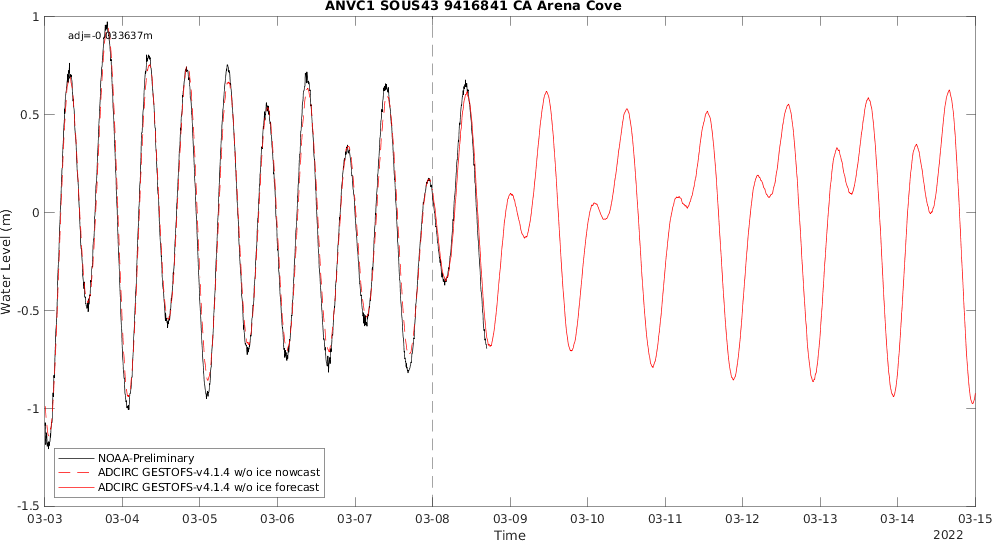 ANVC1 SOUS43 9416841 CA Arena Cove
adj=-0.033637m
Water Level (m)
1
0.5
0
-0.5
-1
-1.5
NOAA-Preliminary
ADCIRC GESTOFS-v4.1.4 w/o ice nowcast
ADCIRC GESTOFS-v4.1.4 w/o ice forecast
03-03 03-04 03-05 03-06 03-07 03-08 03-09 03-10 03-11 03-12 03-13 03-14 03-15
Time
2022